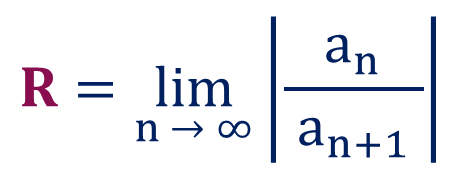 R = lim n → ∞ | aₙ / aₙ₊₁ |